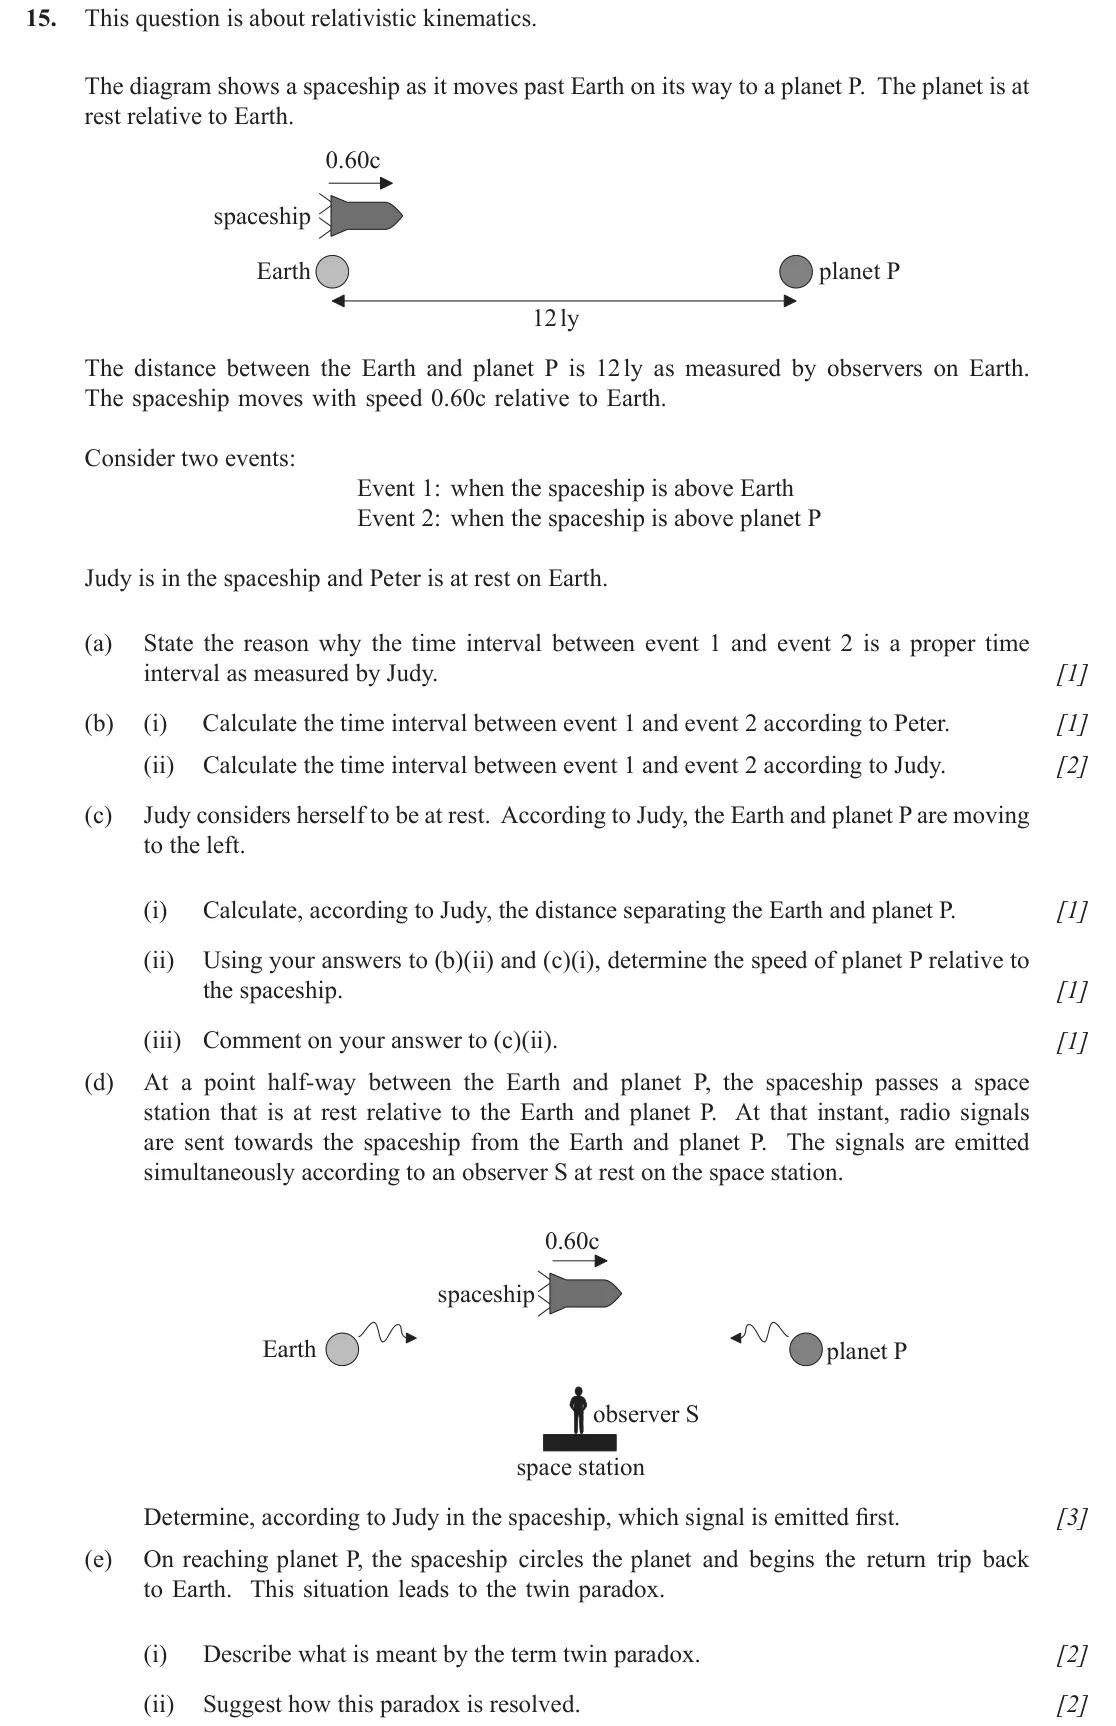 15. This question is about relativistic kinematics.
The diagram shows a spaceship as it moves past Earth on its way to a planet P. The planet is at
rest relative to Earth.
0.60c
spaceship
Earth
planet P
12 ly
The distance between the Earth and planet P is 12 ly as measured by observers on Earth.
The spaceship moves with speed 0.60c relative to Earth.
Consider two events:
Event 1: when the spaceship is above Earth
Event 2: when the spaceship is above planet P
Judy is in the spaceship and Peter is at rest on Earth.
(a) State the reason why the time interval between event 1 and event 2 is a proper time
interval as measured by Judy. [1]
(b) (i) Calculate the time interval between event 1 and event 2 according to Peter. [1]
(ii) Calculate the time interval between event 1 and event 2 according to Judy. [2]
(c) Judy considers herself to be at rest. According to Judy, the Earth and planet P are moving
to the left.
(i) Calculate, according to Judy, the distance separating the Earth and planet P. [1]
(ii) Using your answers to (b)(ii) and (c)(i), determine the speed of planet P relative to
the spaceship. [1]
(iii) Comment on your answer to (c)(ii). [1]
(d) At a point half-way between the Earth and planet P, the spaceship passes a space
station that is at rest relative to the Earth and planet P. At that instant, radio signals
are sent towards the spaceship from the Earth and planet P. The signals are emitted
simultaneously according to an observer S at rest on the space station.
0.60c
spaceship
Earth
planet P
observer S
space station
Determine, according to Judy in the spaceship, which signal is emitted first. [3]
(e) On reaching planet P, the spaceship circles the planet and begins the return trip back
to Earth. This situation leads to the twin paradox.
(i) Describe what is meant by the term twin paradox. [2]
(ii) Suggest how this paradox is resolved. [2]